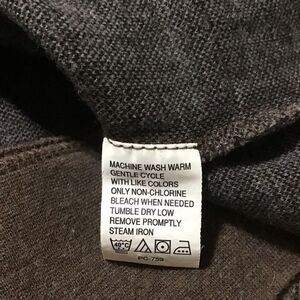 MACHINE WASH WARM
GENTLE CYCLE
WITH LIKE COLORS
ONLY NON-CHLORINE
BLEACH WHEN NEEDED
TUMBLE DRY LOW
REMOVE PROMPTLY
STEAM IRON
40°C
PC-759